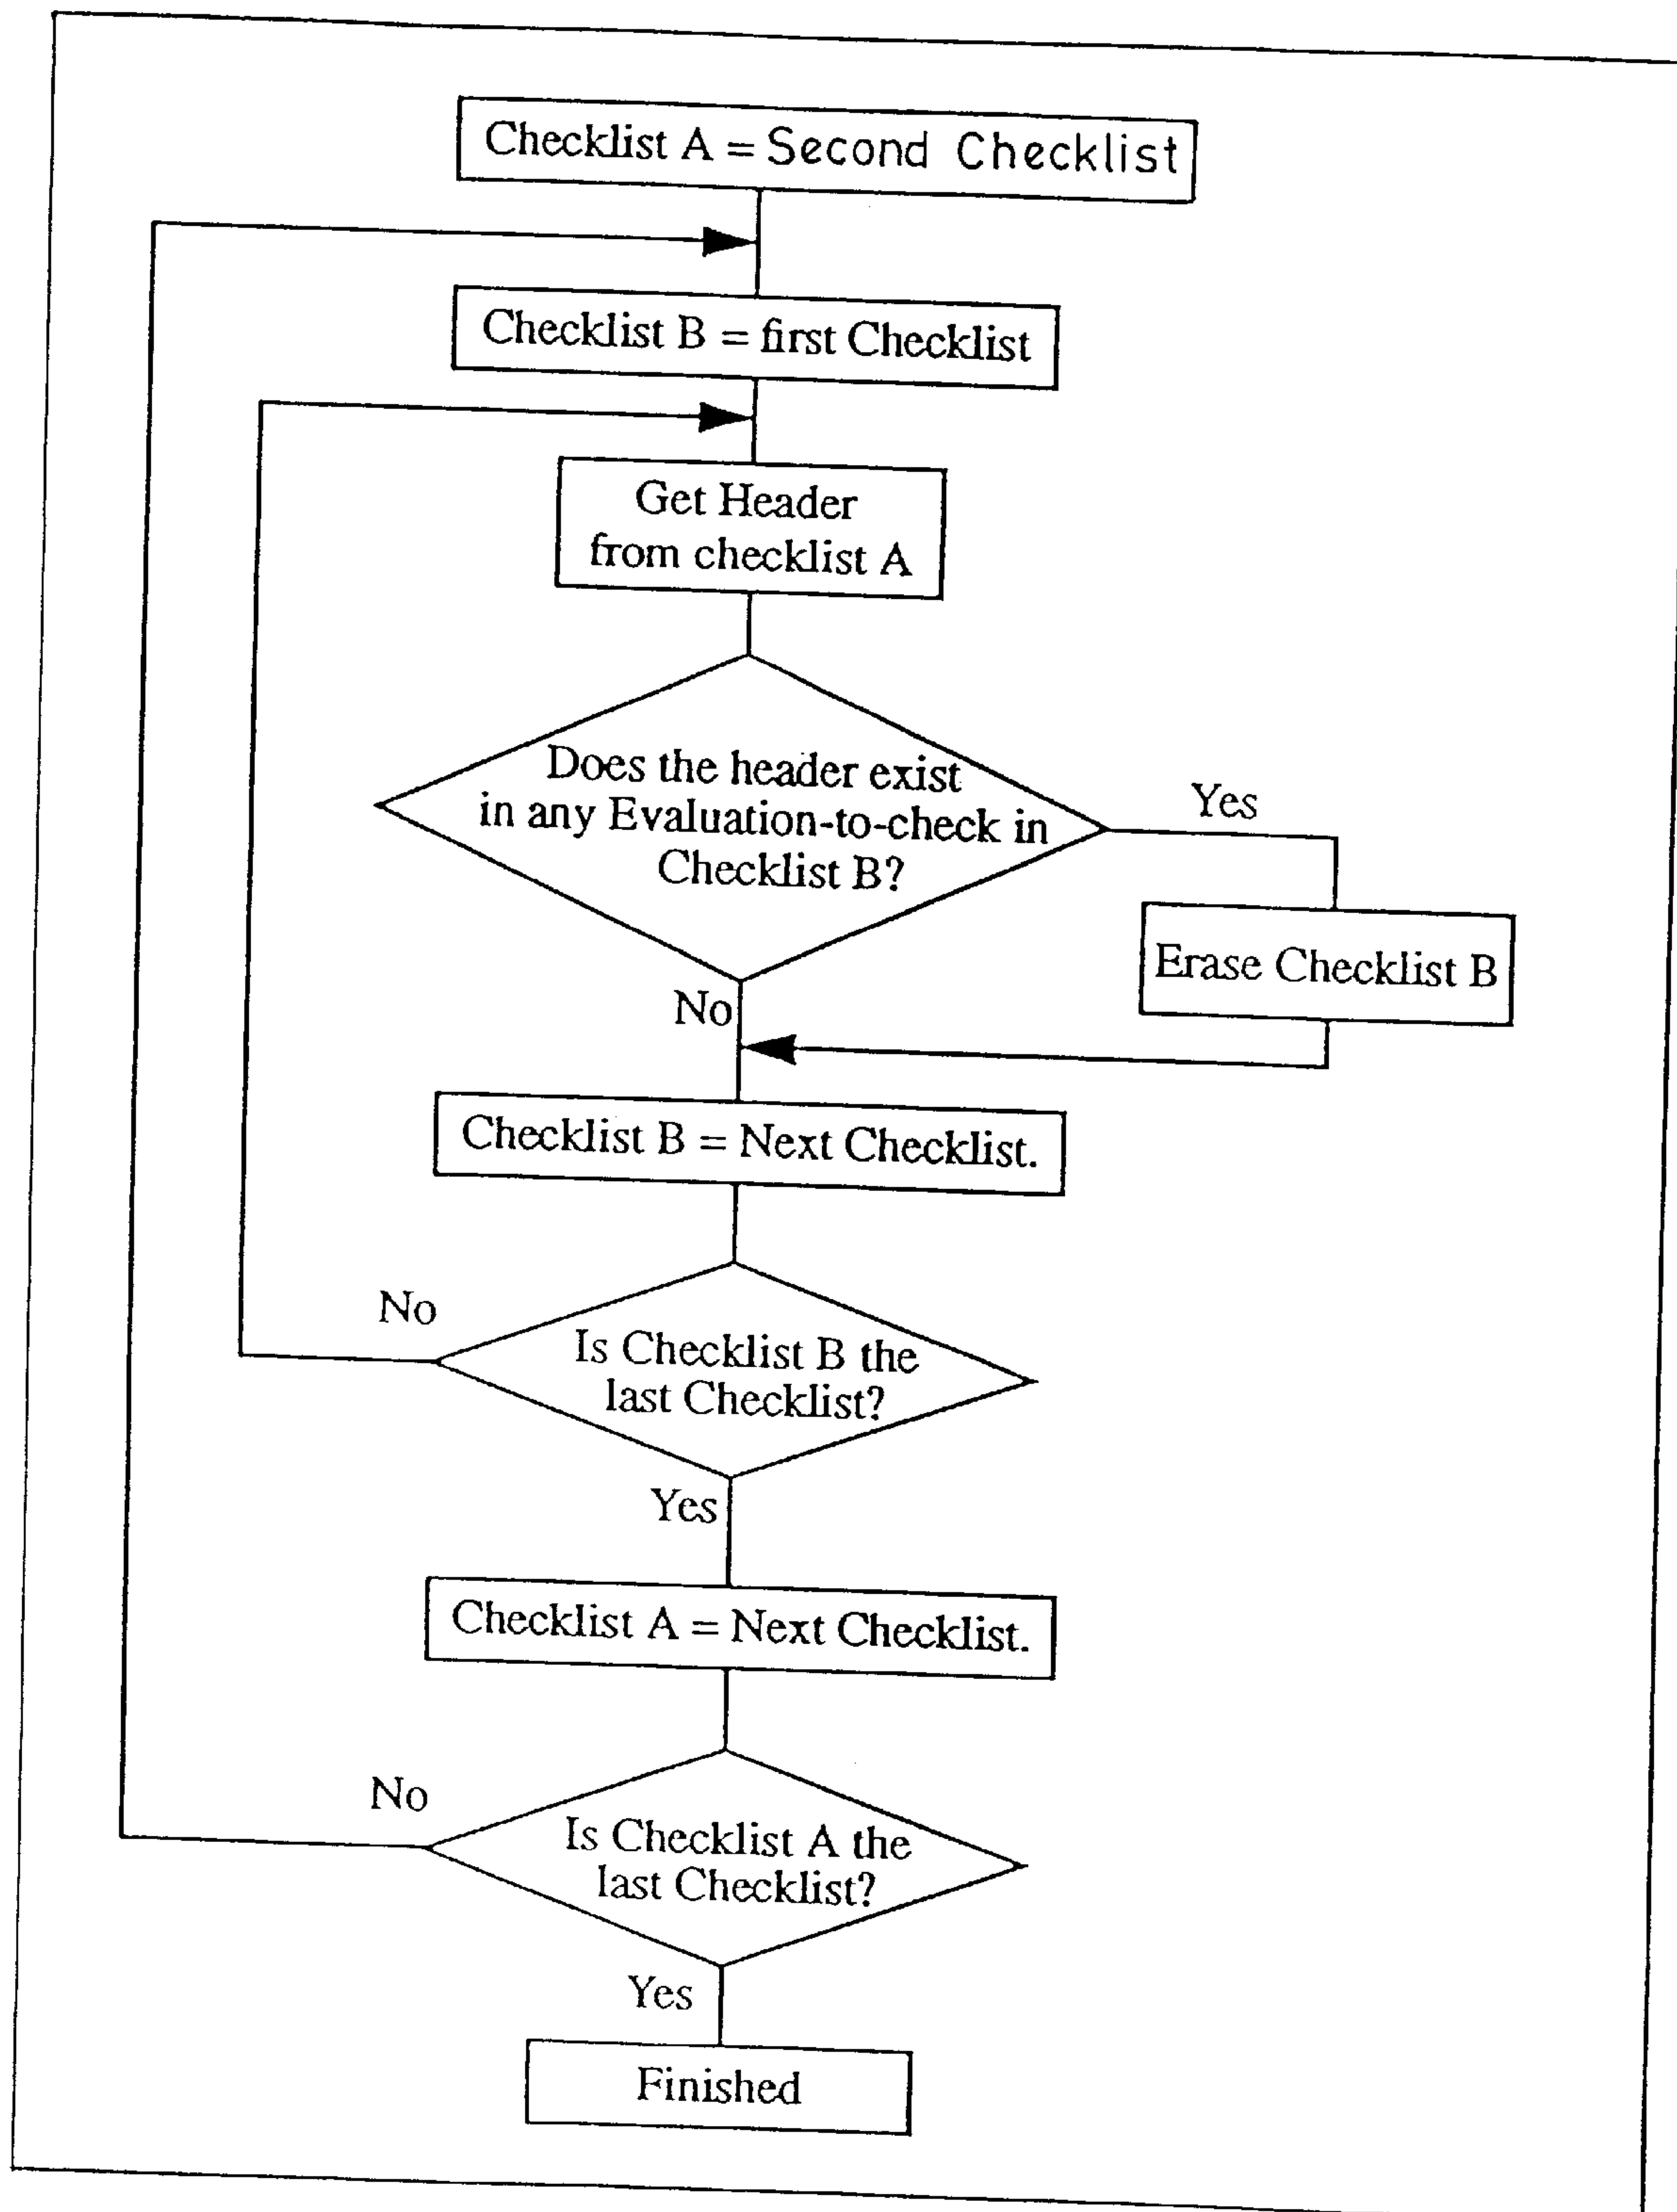 Checklist A = Second Checklist
Checklist B = first Checklist
Get Header
from checklist A
Does the header exist
in any Evaluation-to-check in
Checklist B?
Yes
Erase Checklist B
No
Checklist B = Next Checklist.
No
Is Checklist B the
last Checklist?
Yes
Checklist A = Next Checklist.
No
Is Checklist A the
last Checklist?
Yes
Finished